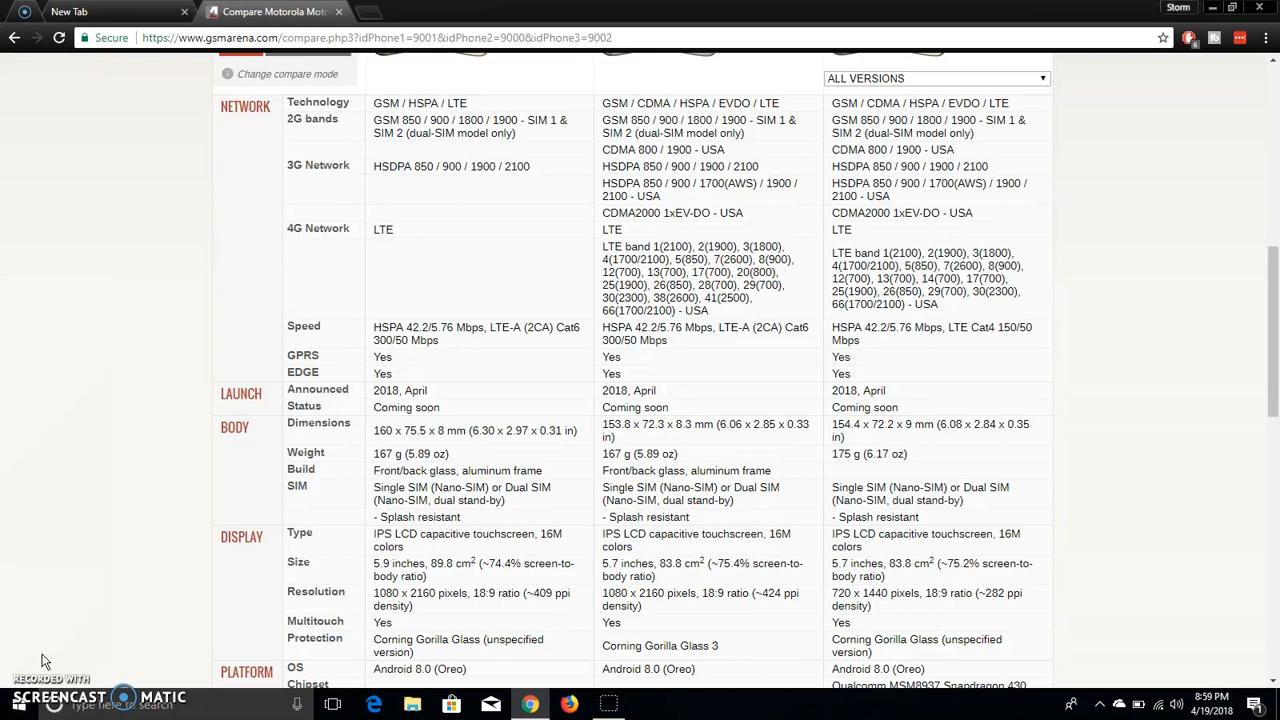 New Tab
Compare Motorola Moto
Storm
Secure
https://www.gsmarena.com/compare.php3?idPhone1=9001&idPhone2=9000&idPhone3=9002
6
Change compare mode
ALL VERSIONS
NETWORK
Technology GSM / HSPA / LTE GSM / CDMA / HSPA / EVDO / LTE GSM / CDMA / HSPA / EVDO / LTE
2G bands GSM 850 / 900 / 1800 / 1900 - SIM 1 & GSM 850 / 900 / 1800 / 1900 - SIM 1 & GSM 850 / 900 / 1800 / 1900 - SIM 1 &
SIM 2 (dual-SIM model only) SIM 2 (dual-SIM model only) SIM 2 (dual-SIM model only)
CDMA 800 / 1900 - USA CDMA 800 / 1900 - USA
3G Network HSDPA 850 / 900 / 1900 / 2100 HSDPA 850 / 900 / 1900 / 2100 HSDPA 850 / 900 / 1900 / 2100
HSDPA 850 / 900 / 1700(AWS) / 1900 / HSDPA 850 / 900 / 1700(AWS) / 1900 /
2100 - USA 2100 - USA
CDMA2000 1xEV-DO - USA CDMA2000 1xEV-DO - USA
4G Network LTE LTE LTE
LTE band 1(2100), 2(1900), 3(1800),
4(1700/2100), 5(850), 7(2600), 8(900),
12(700), 13(700), 17(700), 20(800),
25(1900), 26(850), 28(700), 29(700),
30(2300), 38(2600), 41(2500),
66(1700/2100) - USA
LTE band 1(2100), 2(1900), 3(1800),
4(1700/2100), 5(850), 7(2600), 8(900),
12(700), 13(700), 14(700), 17(700),
25(1900), 26(850), 29(700), 30(2300),
66(1700/2100) - USA
Speed HSPA 42.2/5.76 Mbps, LTE-A (2CA) Cat6 HSPA 42.2/5.76 Mbps, LTE-A (2CA) Cat6 HSPA 42.2/5.76 Mbps, LTE Cat4 150/50
300/50 Mbps 300/50 Mbps Mbps
GPRS Yes Yes Yes
EDGE Yes Yes Yes
LAUNCH
Announced 2018, April 2018, April 2018, April
Status Coming soon Coming soon Coming soon
BODY
Dimensions 160 x 75.5 x 8 mm (6.30 x 2.97 x 0.31 in) 153.8 x 72.3 x 8.3 mm (6.06 x 2.85 x 0.33 154.4 x 72.2 x 9 mm (6.08 x 2.84 x 0.35
in) in)
Weight 167 g (5.89 oz) 167 g (5.89 oz) 175 g (6.17 oz)
Build Front/back glass, aluminum frame Front/back glass, aluminum frame
SIM Single SIM (Nano-SIM) or Dual SIM Single SIM (Nano-SIM) or Dual SIM Single SIM (Nano-SIM) or Dual SIM
(Nano-SIM, dual stand-by) (Nano-SIM, dual stand-by) (Nano-SIM, dual stand-by)
- Splash resistant - Splash resistant - Splash resistant
DISPLAY
Type IPS LCD capacitive touchscreen, 16M IPS LCD capacitive touchscreen, 16M IPS LCD capacitive touchscreen, 16M
colors colors colors
Size 5.9 inches, 89.8 cm2 (~74.4% screen-to- 5.7 inches, 83.8 cm2 (~75.4% screen-to- 5.7 inches, 83.8 cm2 (~75.2% screen-to-
body ratio) body ratio) body ratio)
Resolution 1080 x 2160 pixels, 18:9 ratio (~409 ppi 1080 x 2160 pixels, 18:9 ratio (~424 ppi 720 x 1440 pixels, 18:9 ratio (~282 ppi
density) density) density)
Multitouch Yes Yes Yes
Protection Corning Gorilla Glass (unspecified Corning Gorilla Glass 3 Corning Gorilla Glass (unspecified
version) version)
PLATFORM
OS Android 8.0 (Oreo) Android 8.0 (Oreo) Android 8.0 (Oreo)
Chipset Qualcomm MSM8937 Snapdragon 430
RECORDED WITH
SCREENCAST MATIC
Type here to search
8:59 PM
4/19/2018